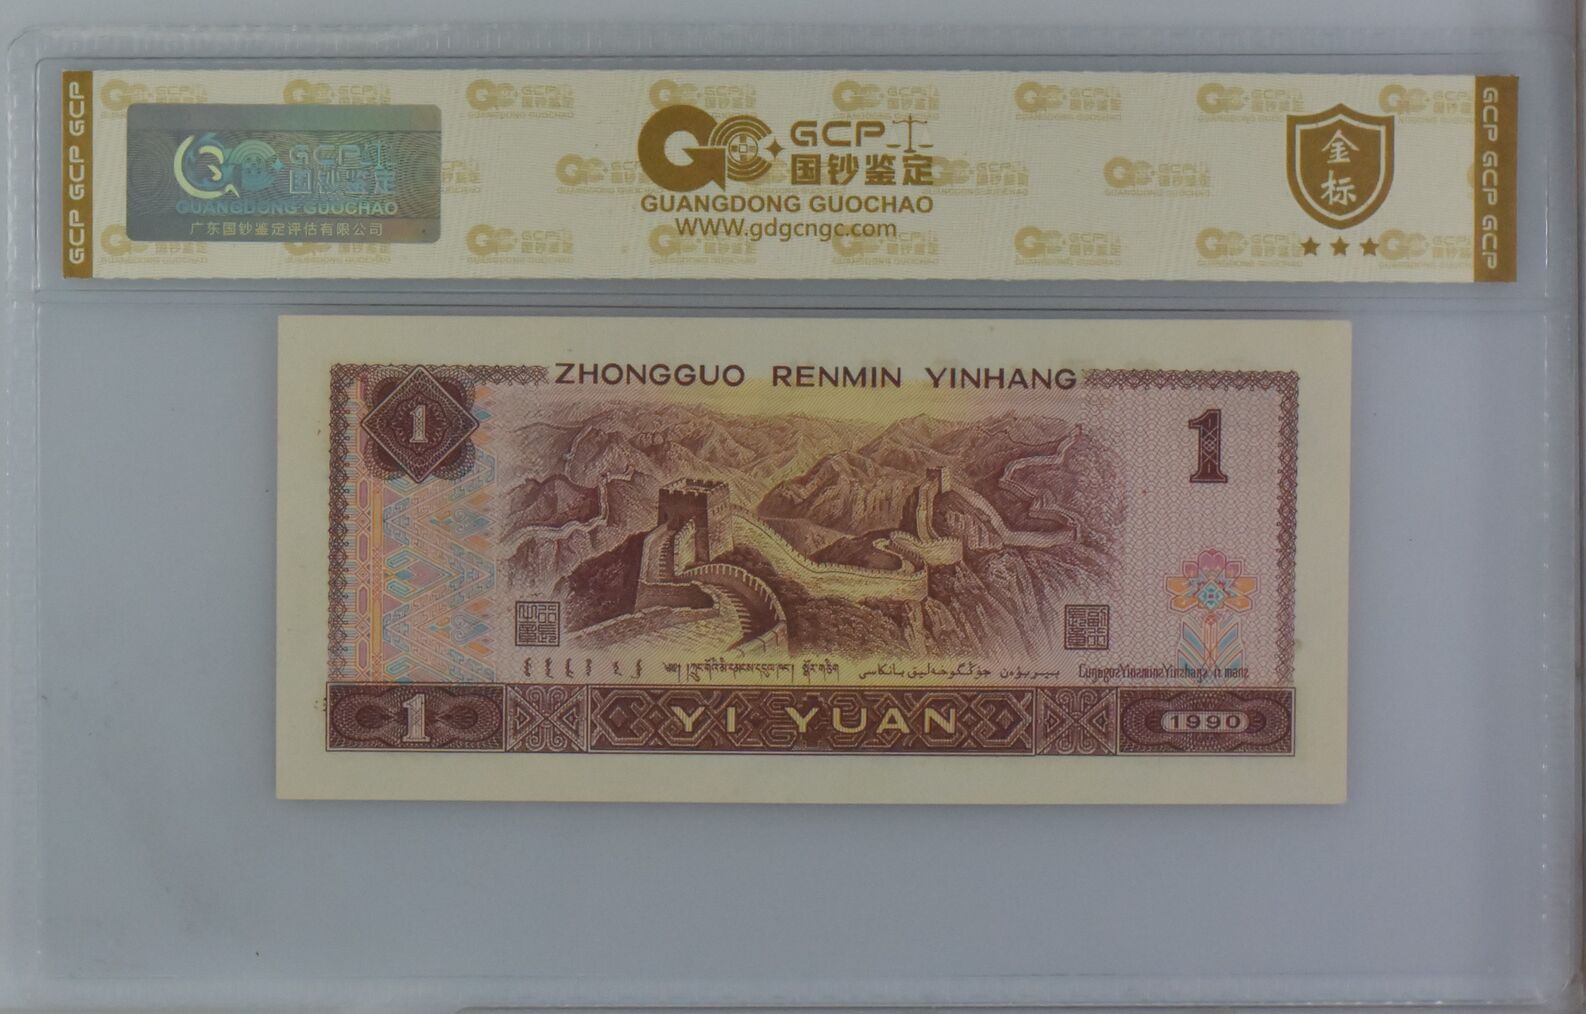 GCP GCP GCP
GCP
国钞鉴定
GUANGDONG GUOCHAO
广东国钞鉴定评估有限公司
GCP
国钞鉴定
GUANGDONG GUOCHAO
WWW.gdgcngc.com
金
标
GCP GCP GCP
ZHONGGUO RENMIN YINHANG
1
1
1
YI YUAN
1990